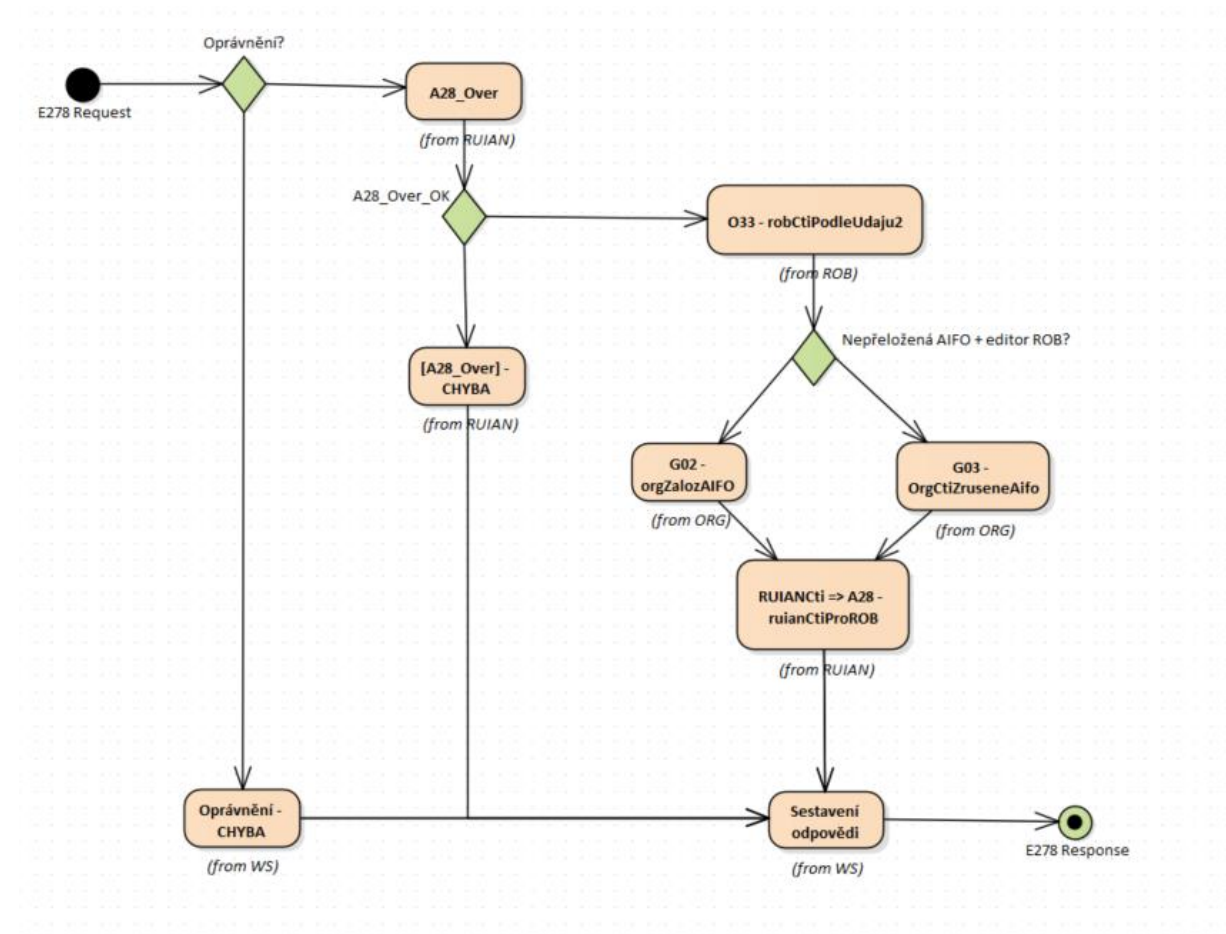 Oprávnění?
E278 Request
A28_Over
(from RUIAN)
A28_Over_OK
O33 - robCtiPodleUdaju2
(from ROB)
Nepřeložená AIFO + editor ROB?
[A28_Over] -
CHYBA
(from RUIAN)
G02 -
orgZalozAIFO
(from ORG)
G03 -
OrgCtiZruseneAifo
(from ORG)
RUIANCti => A28 -
ruianCtiProROB
(from RUIAN)
Oprávnění -
CHYBA
(from WS)
Sestavení
odpovědi
(from WS)
E278 Response